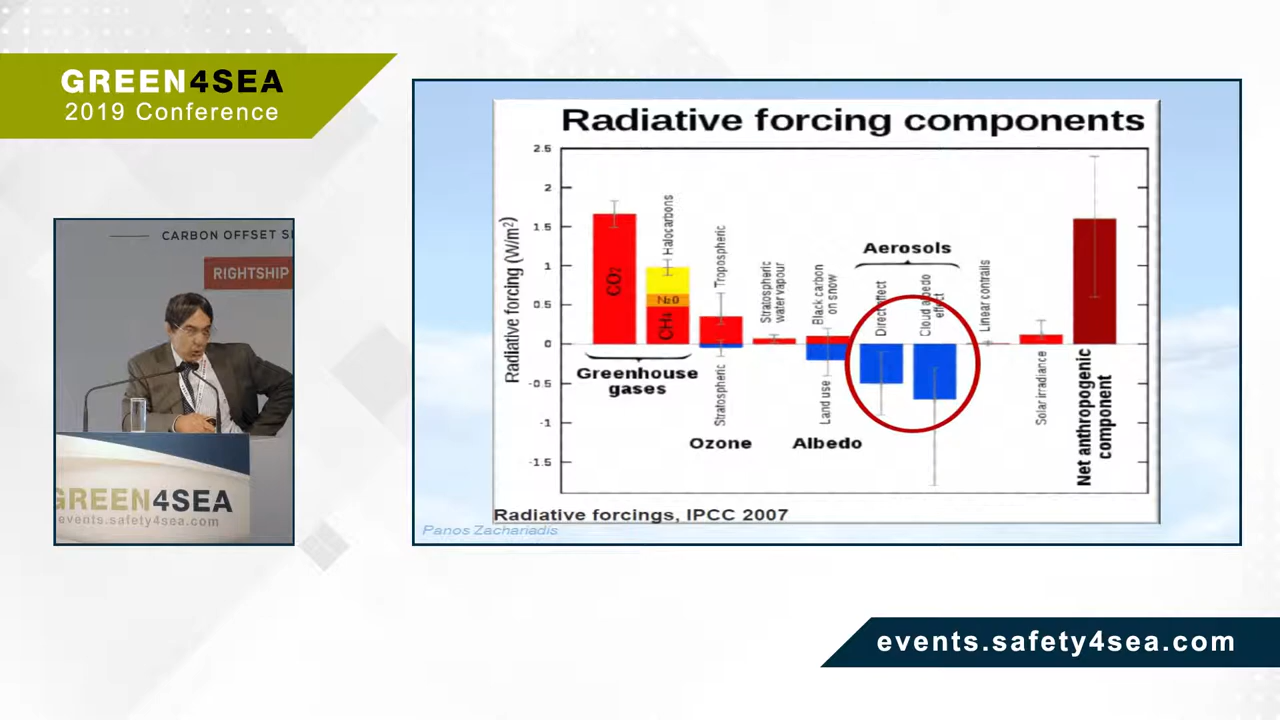 GREEN4SEA
2019 Conference
CARBON OFFSET S
RIGHTSHIP
GREEN4SEA
events.safety4sea.com
Radiative forcing components
Radiative forcing (W/m²)
2.5
2
1.5
1
0.5
0
-0.5
-1
-1.5
CO₂
Halocarbons
N₂O
CH₄
Greenhouse
gases
Tropospheric
Stratospheric
Ozone
Stratospheric
water vapour
Black carbon
on snow
Land use
Albedo
Aerosols
Direct effect
Cloud albedo
effect
Linear contrails
Solar irradiance
Net anthropogenic
component
Radiative forcings, IPCC 2007
Panos Zachariadis
events.safety4sea.com